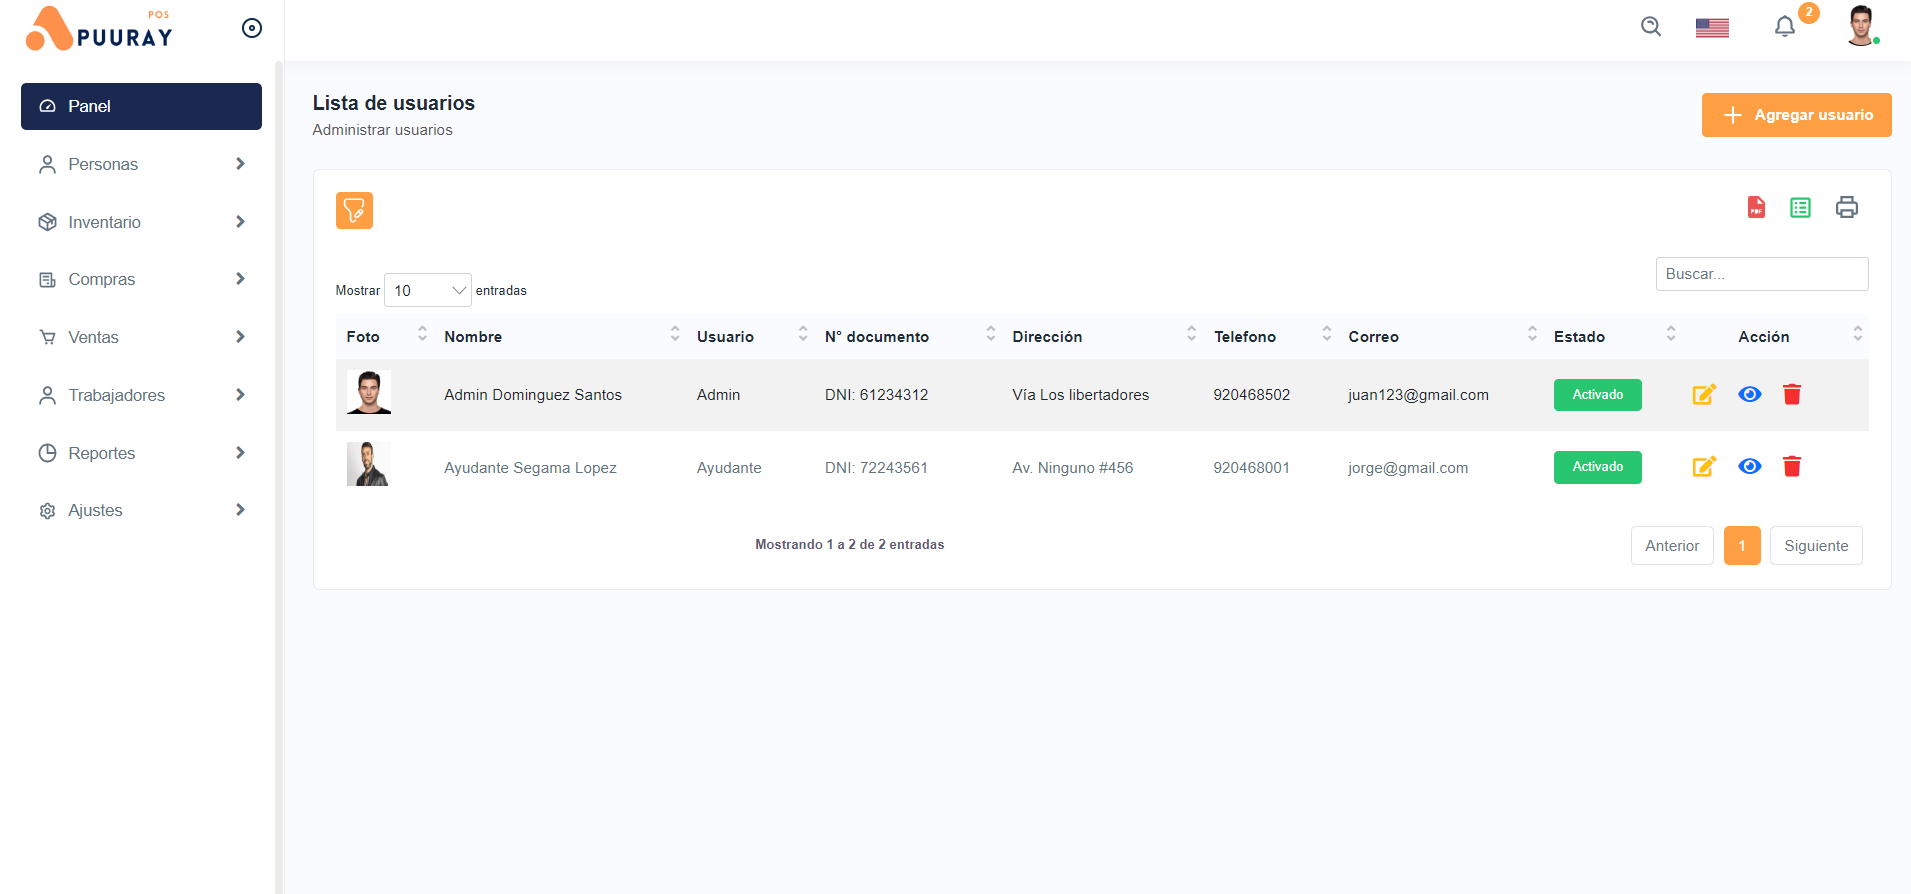 POS
PUURAY
2
Panel
Personas
Inventario
Compras
Ventas
Trabajadores
Reportes
Ajustes
Lista de usuarios
Administrar usuarios
Agregar usuario
PDF
Mostrar 10 entradas
Buscar...
Foto Nombre Usuario N° documento Dirección Telefono Correo Estado Acción
Admin Dominguez Santos Admin DNI: 61234312 Vía Los libertadores 920468502 juan123@gmail.com Activado
Ayudante Segama Lopez Ayudante DNI: 72243561 Av. Ninguno #456 920468001 jorge@gmail.com Activado
Mostrando 1 a 2 de 2 entradas
Anterior 1 Siguiente